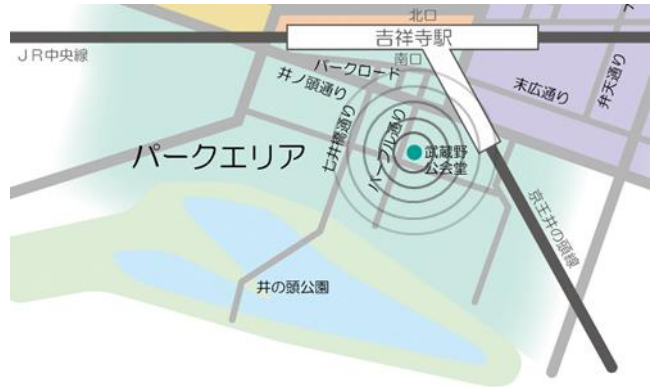 北口
吉祥寺駅
南口
JR中央線
パークロード
井ノ頭通り
末広通り
弁天通り
七井橋通り
パープル通り
武蔵野
公会堂
パークエリア
京王井の頭線
井の頭公園